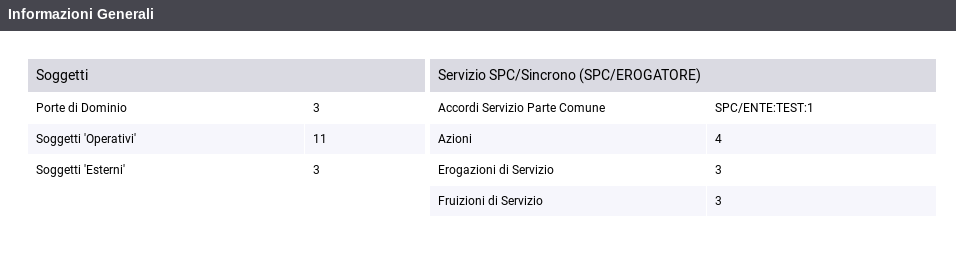 Informazioni Generali
Soggetti
Porte di Dominio 3
Soggetti 'Operativi' 11
Soggetti 'Esterni' 3
Servizio SPC/Sincrono (SPC/EROGATORE)
Accordi Servizio Parte Comune SPC/ENTE:TEST:1
Azioni 4
Erogazioni di Servizio 3
Fruizioni di Servizio 3